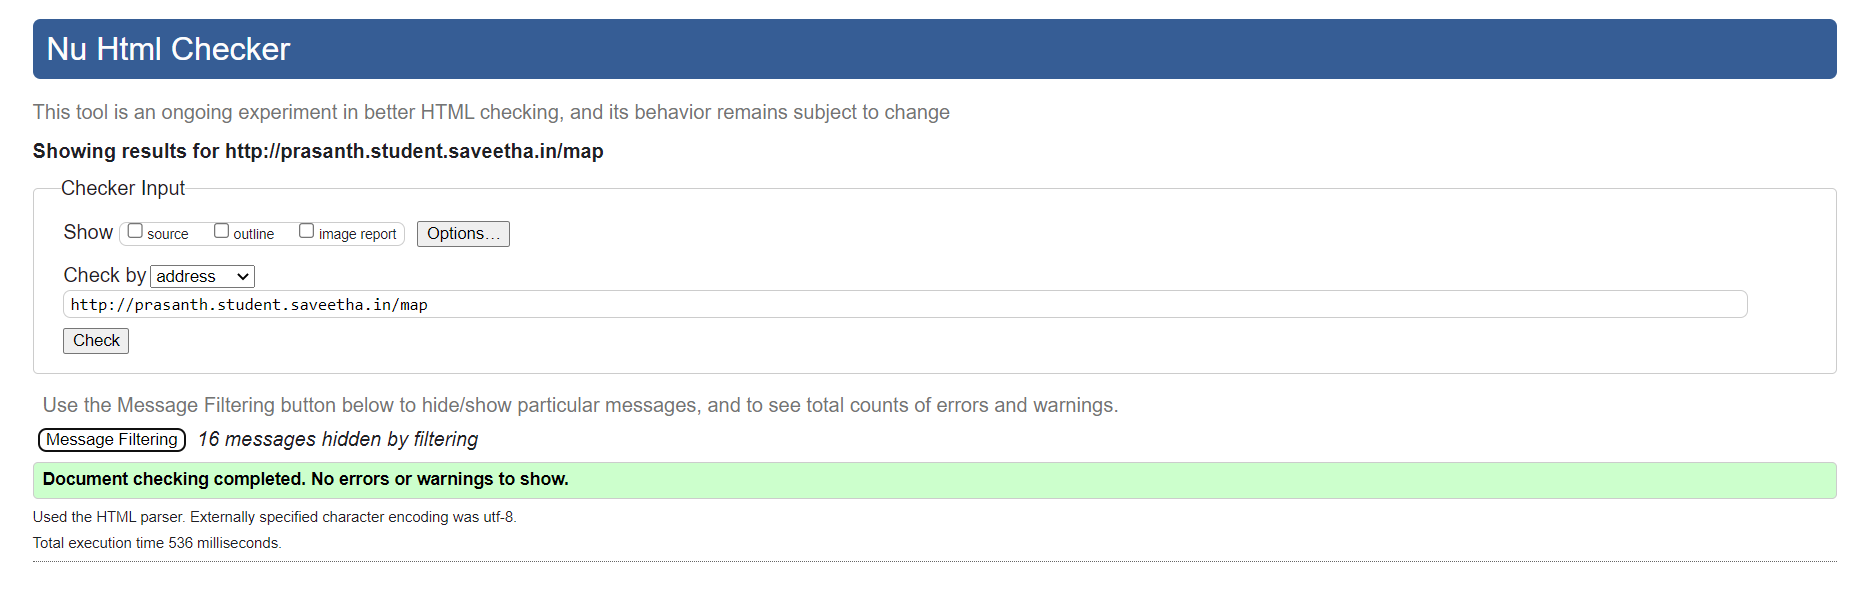 Nu Html Checker
This tool is an ongoing experiment in better HTML checking, and its behavior remains subject to change
Showing results for http://prasanth.student.saveetha.in/map
Checker Input
Show source outline image report Options...
Check by address
http://prasanth.student.saveetha.in/map
Check
Use the Message Filtering button below to hide/show particular messages, and to see total counts of errors and warnings.
Message Filtering 16 messages hidden by filtering
Document checking completed. No errors or warnings to show.
Used the HTML parser. Externally specified character encoding was utf-8.
Total execution time 536 milliseconds.